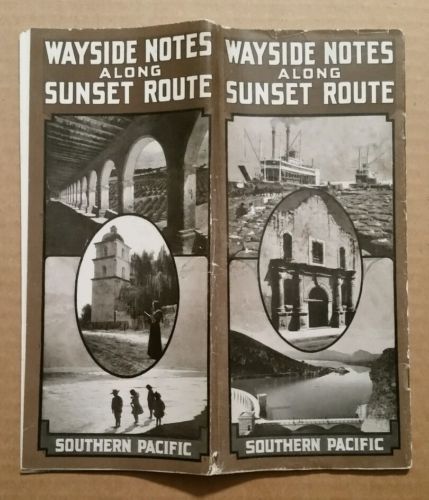 WAYSIDE NOTES
ALONG
SUNSET ROUTE
SOUTHERN PACIFIC
WAYSIDE NOTES
ALONG
SUNSET ROUTE
SOUTHERN PACIFIC